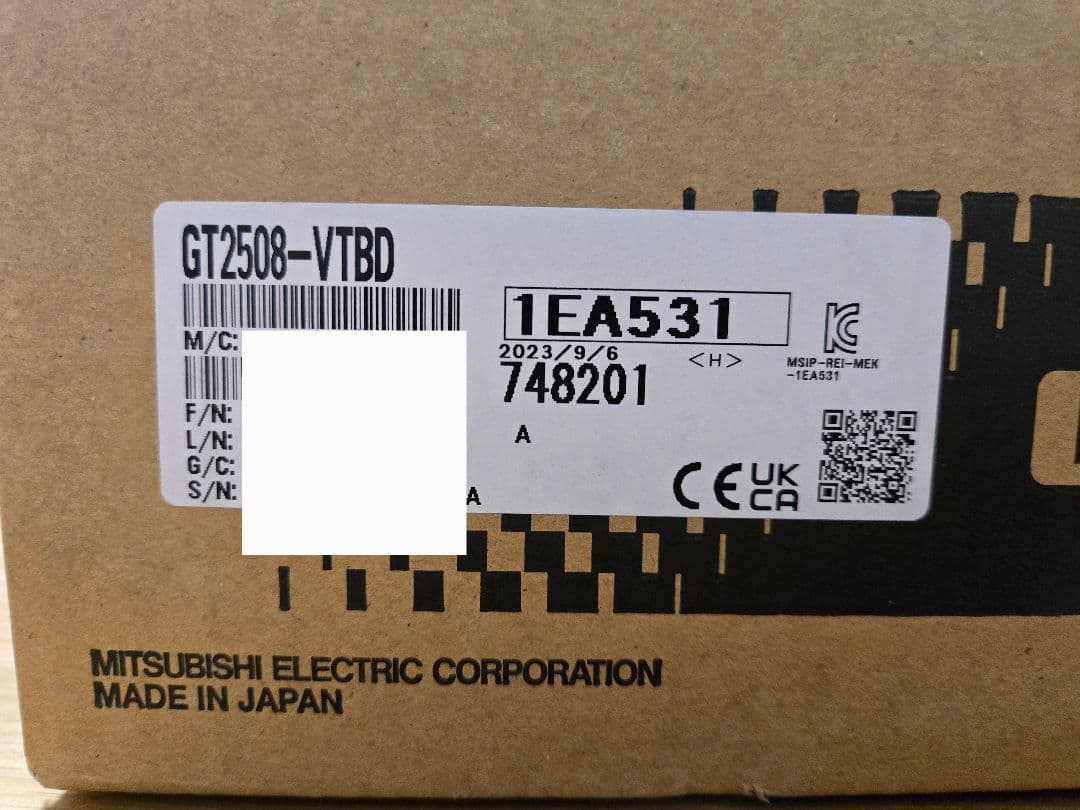 GT2508-VTBD
1EA531
M/C:
2023/9/6
<H>
748201
MSIP-REI-MEK
-1EA531
F/N:
L/N:
A
G/C:
S/N:
A
CE
UK
CA
MITSUBISHI ELECTRIC CORPORATION
MADE IN JAPAN